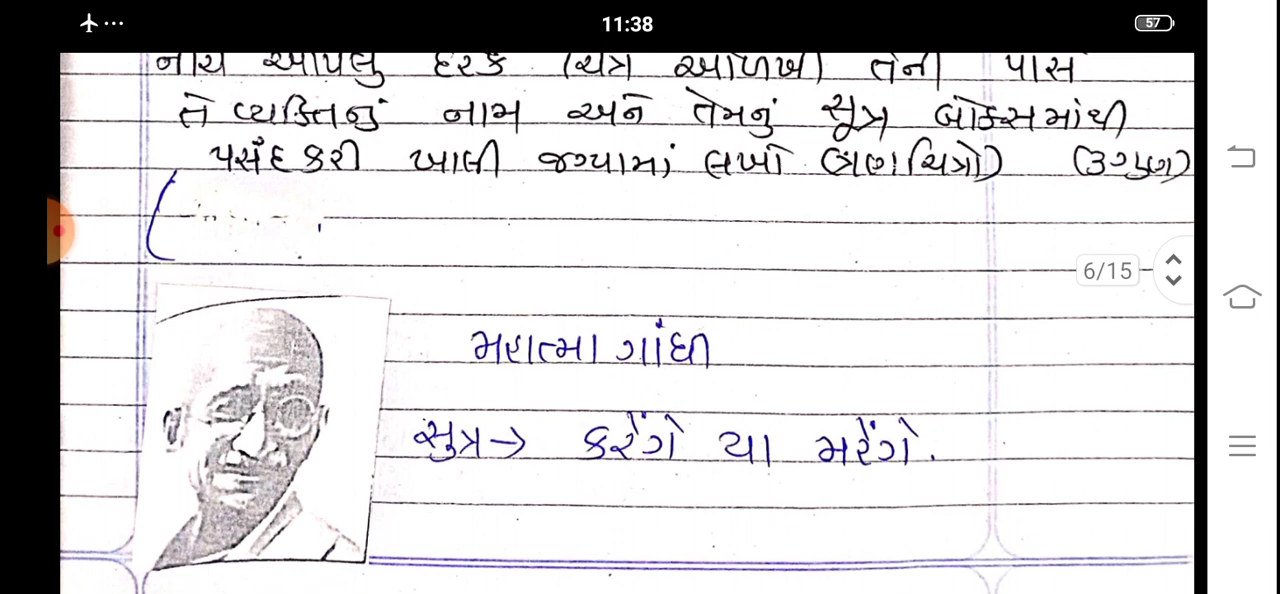 11:38
57
નીચે આપેલું દરેક ચિત્ર ઓળખી તેની પાસે
તે વ્યક્તિનું નામ અને તેમનું સૂત્ર બોક્સમાંથી
પસંદ કરી ખાલી જગ્યામાં લખો (ત્રણ ચિત્રો) (૩ ગુણ)
6/15
મહાત્મા ગાંધી
સુત્ર → કરેંગે યા મરેંગે.